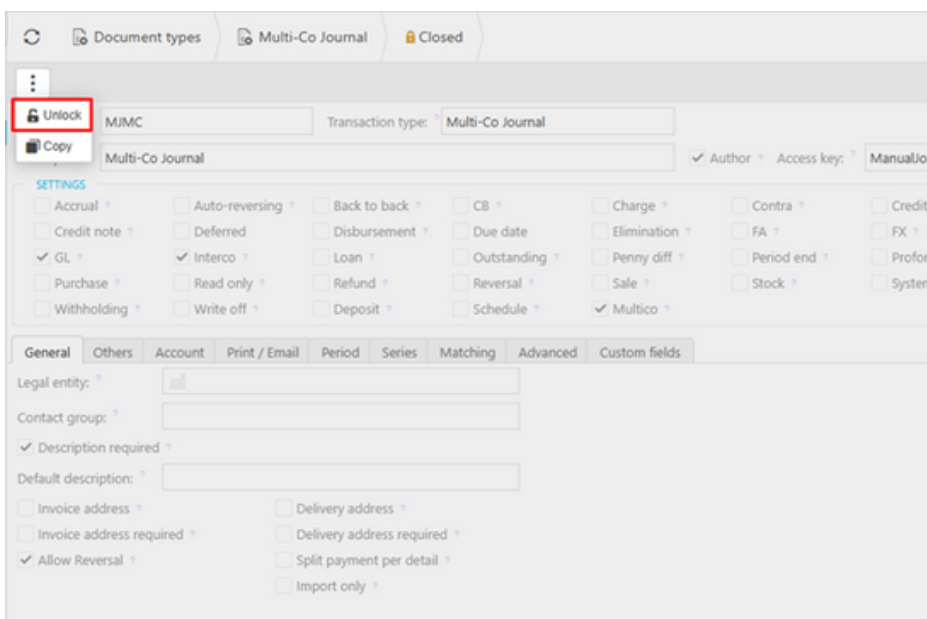 Document types Multi-Co Journal Closed
Unlock
MJMC Transaction type: ? Multi-Co Journal
Copy
Multi-Co Journal Author ? Access key: ?
SETTINGS
Accrual ? Auto-reversing ? Back to back ? CB ? Charge ? Contra ? Credit
Credit note ? Deferred Disbursement ? Due date Elimination ? FA ? FX ?
GL ? Interco ? Loan ? Outstanding ? Penny diff ? Period end ?
Purchase ? Read only ? Refund ? Reversal ? Sale ? Stock ? System
Withholding ? Write off ? Deposit ? Schedule ? Multico ?
General Others Account Print / Email Period Series Matching Advanced Custom fields
Legal entity: ?
Contact group: ?
Description required ?
Default description: ?
Invoice address ? Delivery address ?
Invoice address required ? Delivery address required ?
Allow Reversal ? Split payment per detail ?
Import only ?